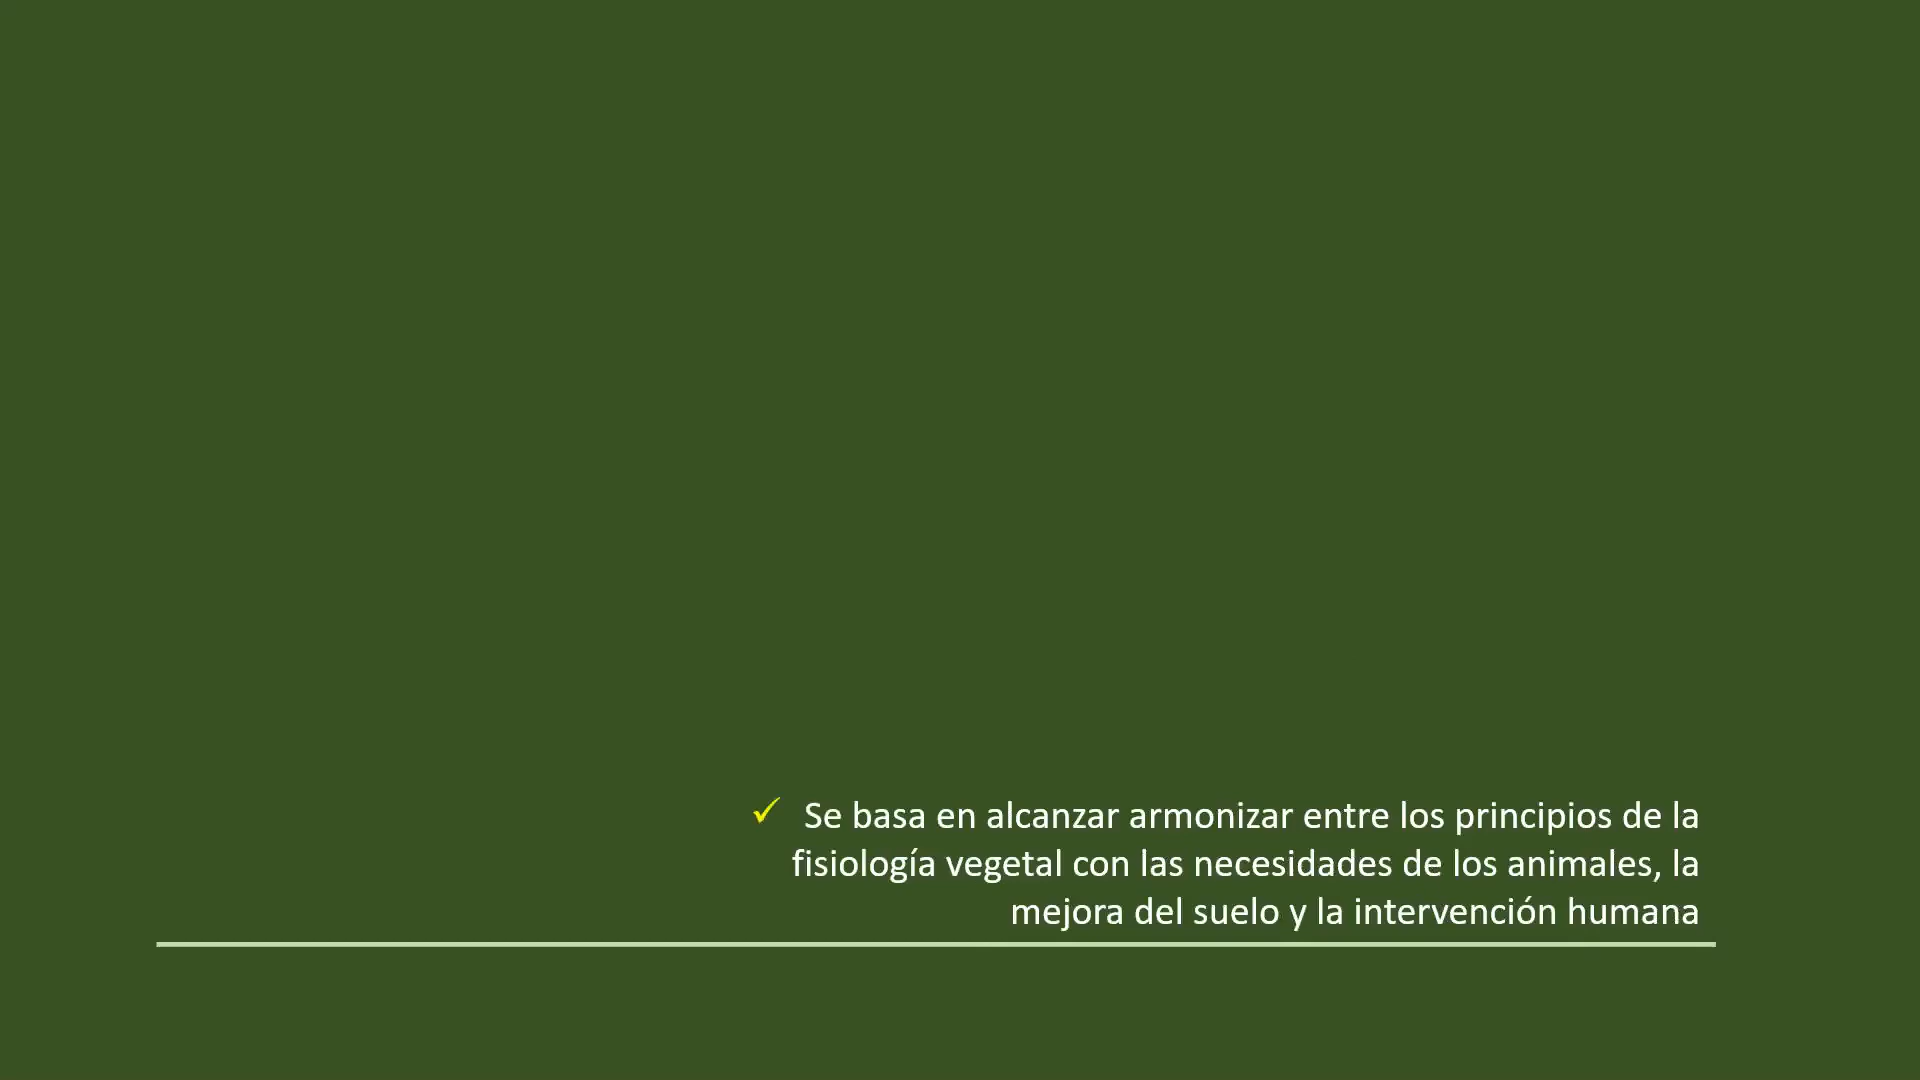 ✓ Se basa en alcanzar armonizar entre los principios de la
fisiología vegetal con las necesidades de los animales, la
mejora del suelo y la intervención humana